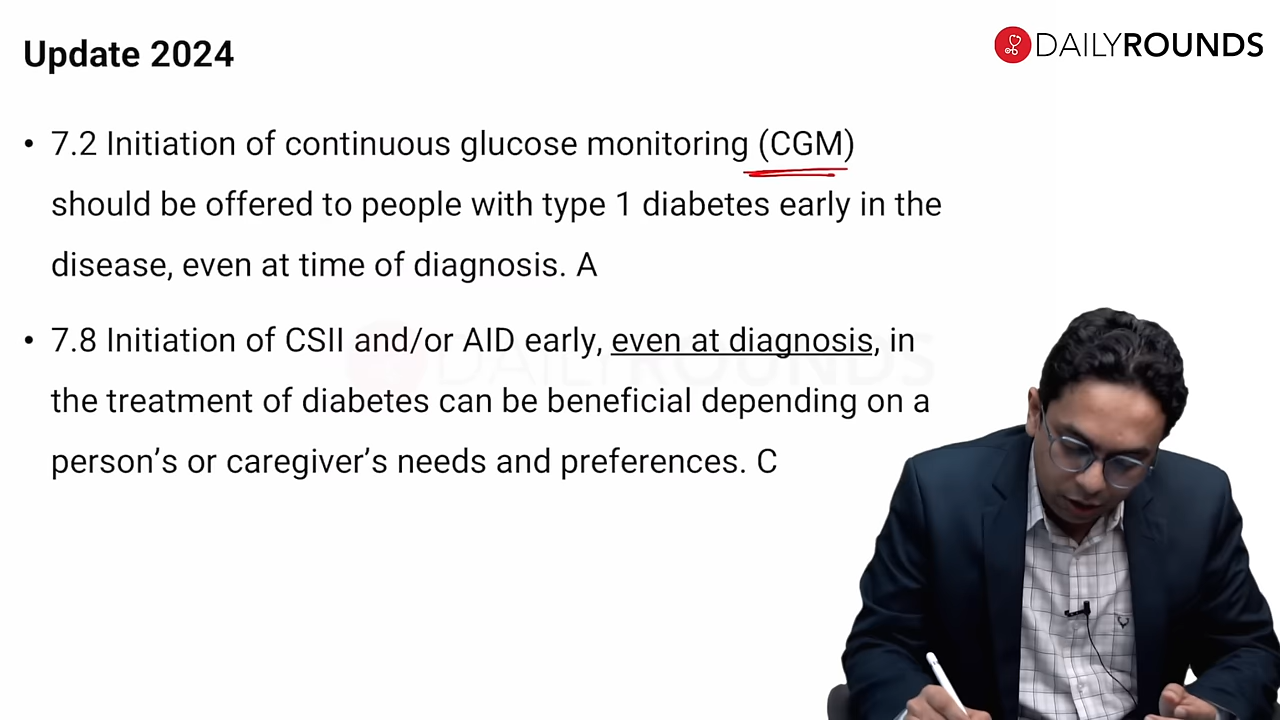 Update 2024
DAILYROUNDS
• 7.2 Initiation of continuous glucose monitoring (CGM)
should be offered to people with type 1 diabetes early in the
disease, even at time of diagnosis. A
• 7.8 Initiation of CSII and/or AID early, even at diagnosis, in
the treatment of diabetes can be beneficial depending on a
person’s or caregiver’s needs and preferences. C
DAILYROUNDS